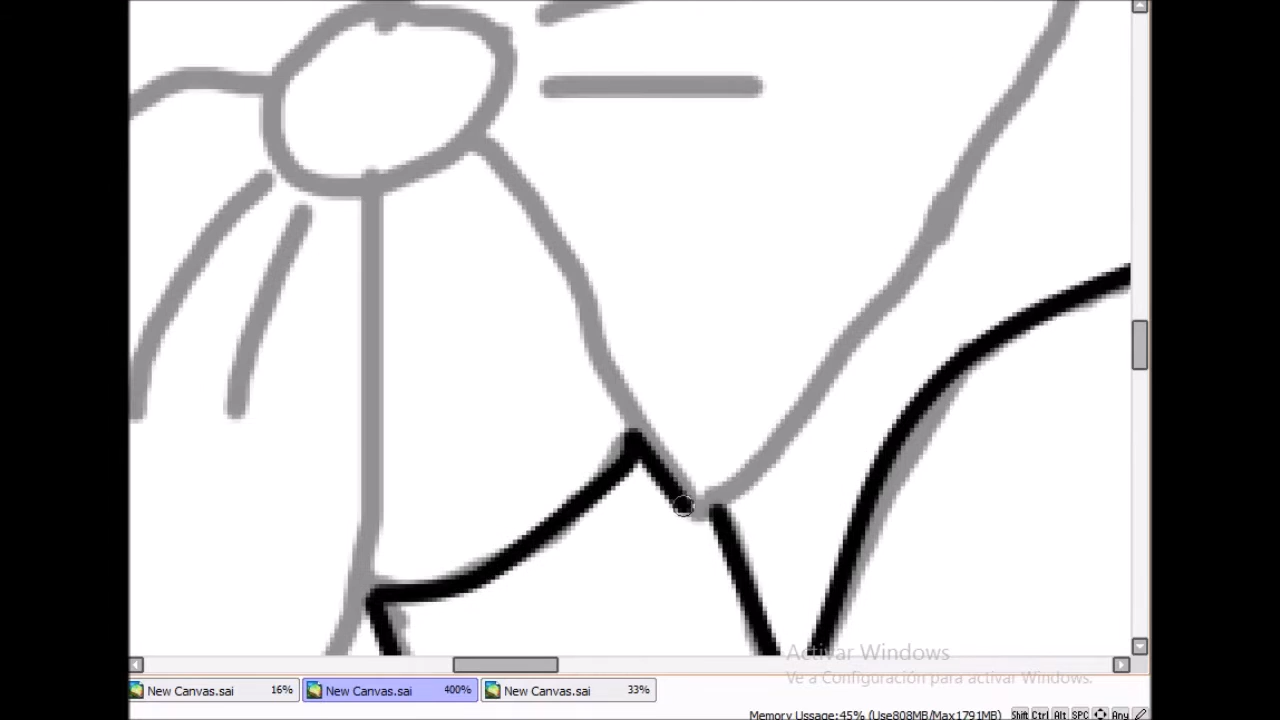 Activar Windows
Ve a Configuración para activar Windows.
New Canvas.sai 16% New Canvas.sai 400% New Canvas.sai 33%
Memory Ussage:45% (Use808MB/Max1791MB) Shift Ctrl Alt SPC Any